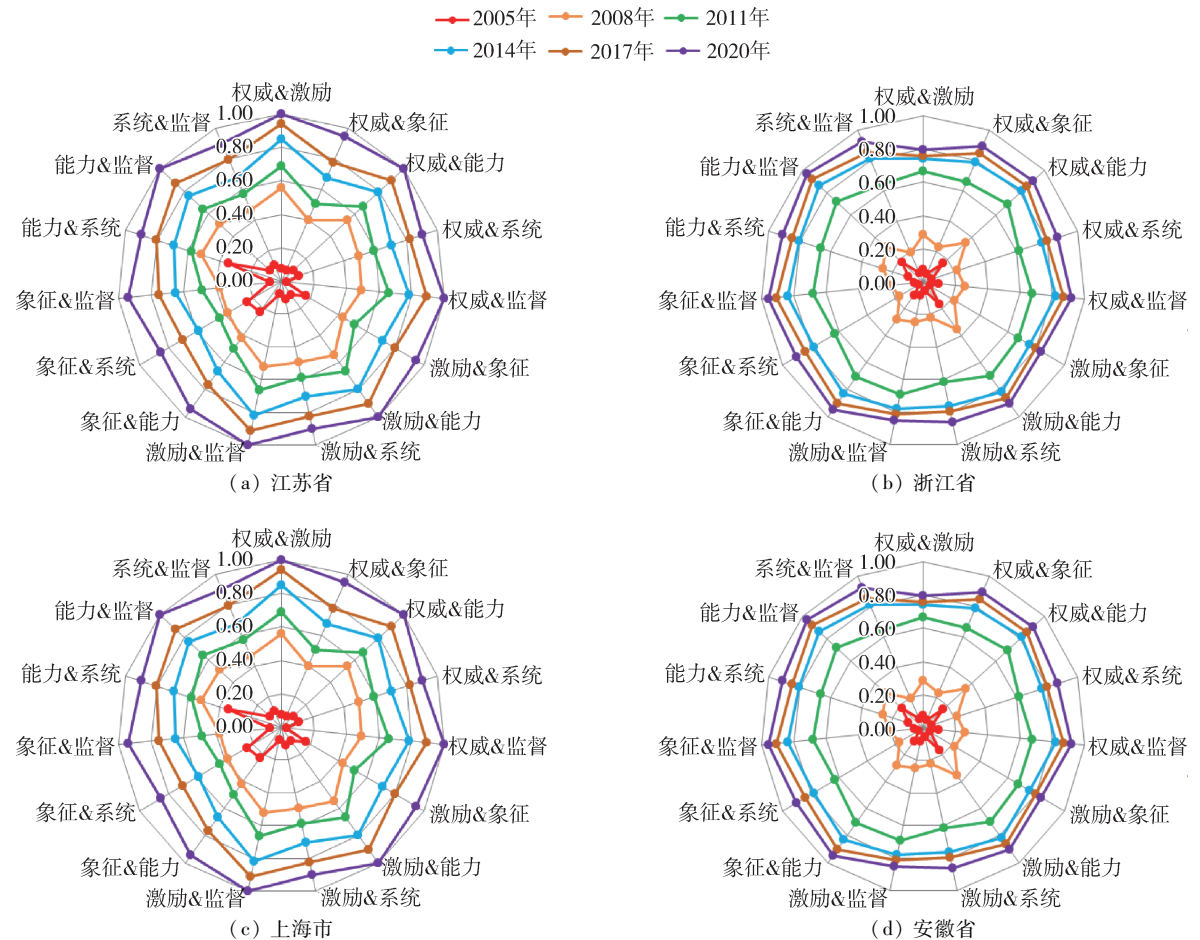 2005年 2008年 2011年
2014年 2017年 2020年
权威&激励
权威&象征
权威&能力
权威&系统
权威&监督
激励&象征
激励&能力
激励&系统
激励&监督
象征&能力
象征&系统
象征&监督
能力&系统
能力&监督
系统&监督
1.00
0.80
0.60
0.40
0.20
0.00
(a) 江苏省
权威&激励
权威&象征
权威&能力
权威&系统
权威&监督
激励&象征
激励&能力
激励&系统
激励&监督
象征&能力
象征&系统
象征&监督
能力&系统
能力&监督
系统&监督
1.00
0.80
0.60
0.40
0.20
0.00
(b) 浙江省
权威&激励
权威&象征
权威&能力
权威&系统
权威&监督
激励&象征
激励&能力
激励&系统
激励&监督
象征&能力
象征&系统
象征&监督
能力&系统
能力&监督
系统&监督
1.00
0.80
0.60
0.40
0.20
0.00
(c) 上海市
权威&激励
权威&象征
权威&能力
权威&系统
权威&监督
激励&象征
激励&能力
激励&系统
激励&监督
象征&能力
象征&系统
象征&监督
能力&系统
能力&监督
系统&监督
1.00
0.80
0.60
0.40
0.20
0.00
(d) 安徽省